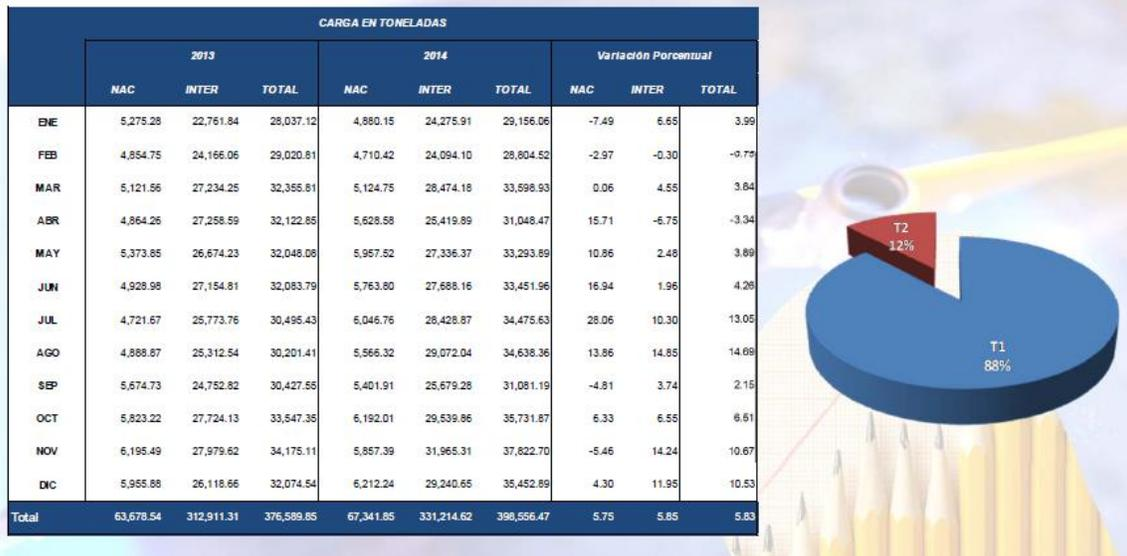 CARGA EN TONELADAS
2013 2014 Variación Porcentual
NAC INTER TOTAL NAC INTER TOTAL NAC INTER TOTAL
ENE 5,275.28 22,761.84 28,037.12 4,880.15 24,275.91 29,156.06 -7.49 6.65 3.99
FEB 4,854.75 24,166.06 29,020.81 4,710.42 24,094.10 28,804.52 -2.97 -0.30 -0.75
MAR 5,121.56 27,234.25 32,355.81 5,124.75 28,474.18 33,598.93 0.06 4.55 3.84
ABR 4,864.26 27,258.59 32,122.85 5,628.58 25,419.89 31,048.47 15.71 -6.75 -3.34
MAY 5,373.85 26,674.23 32,048.08 5,957.52 27,336.37 33,293.89 10.86 2.48 3.89
JUN 4,928.98 27,154.81 32,083.79 5,763.80 27,688.16 33,451.96 16.94 1.96 4.26
JUL 4,721.67 25,773.76 30,495.43 6,046.76 28,428.87 34,475.63 28.06 10.30 13.05
AGO 4,888.87 25,312.54 30,201.41 5,566.32 29,072.04 34,638.36 13.86 14.85 14.69
SEP 5,674.73 24,752.82 30,427.55 5,401.91 25,679.28 31,081.19 -4.81 3.74 2.15
OCT 5,823.22 27,724.13 33,547.35 6,192.01 29,539.86 35,731.87 6.33 6.55 6.51
NOV 6,195.49 27,979.62 34,175.11 5,857.39 31,965.31 37,822.70 -5.46 14.24 10.67
DIC 5,955.88 26,118.66 32,074.54 6,212.24 29,240.65 35,452.89 4.30 11.95 10.53
Total 63,678.54 312,911.31 376,589.85 67,341.85 331,214.62 398,556.47 5.75 5.85 5.83
T2
12%
T1
88%